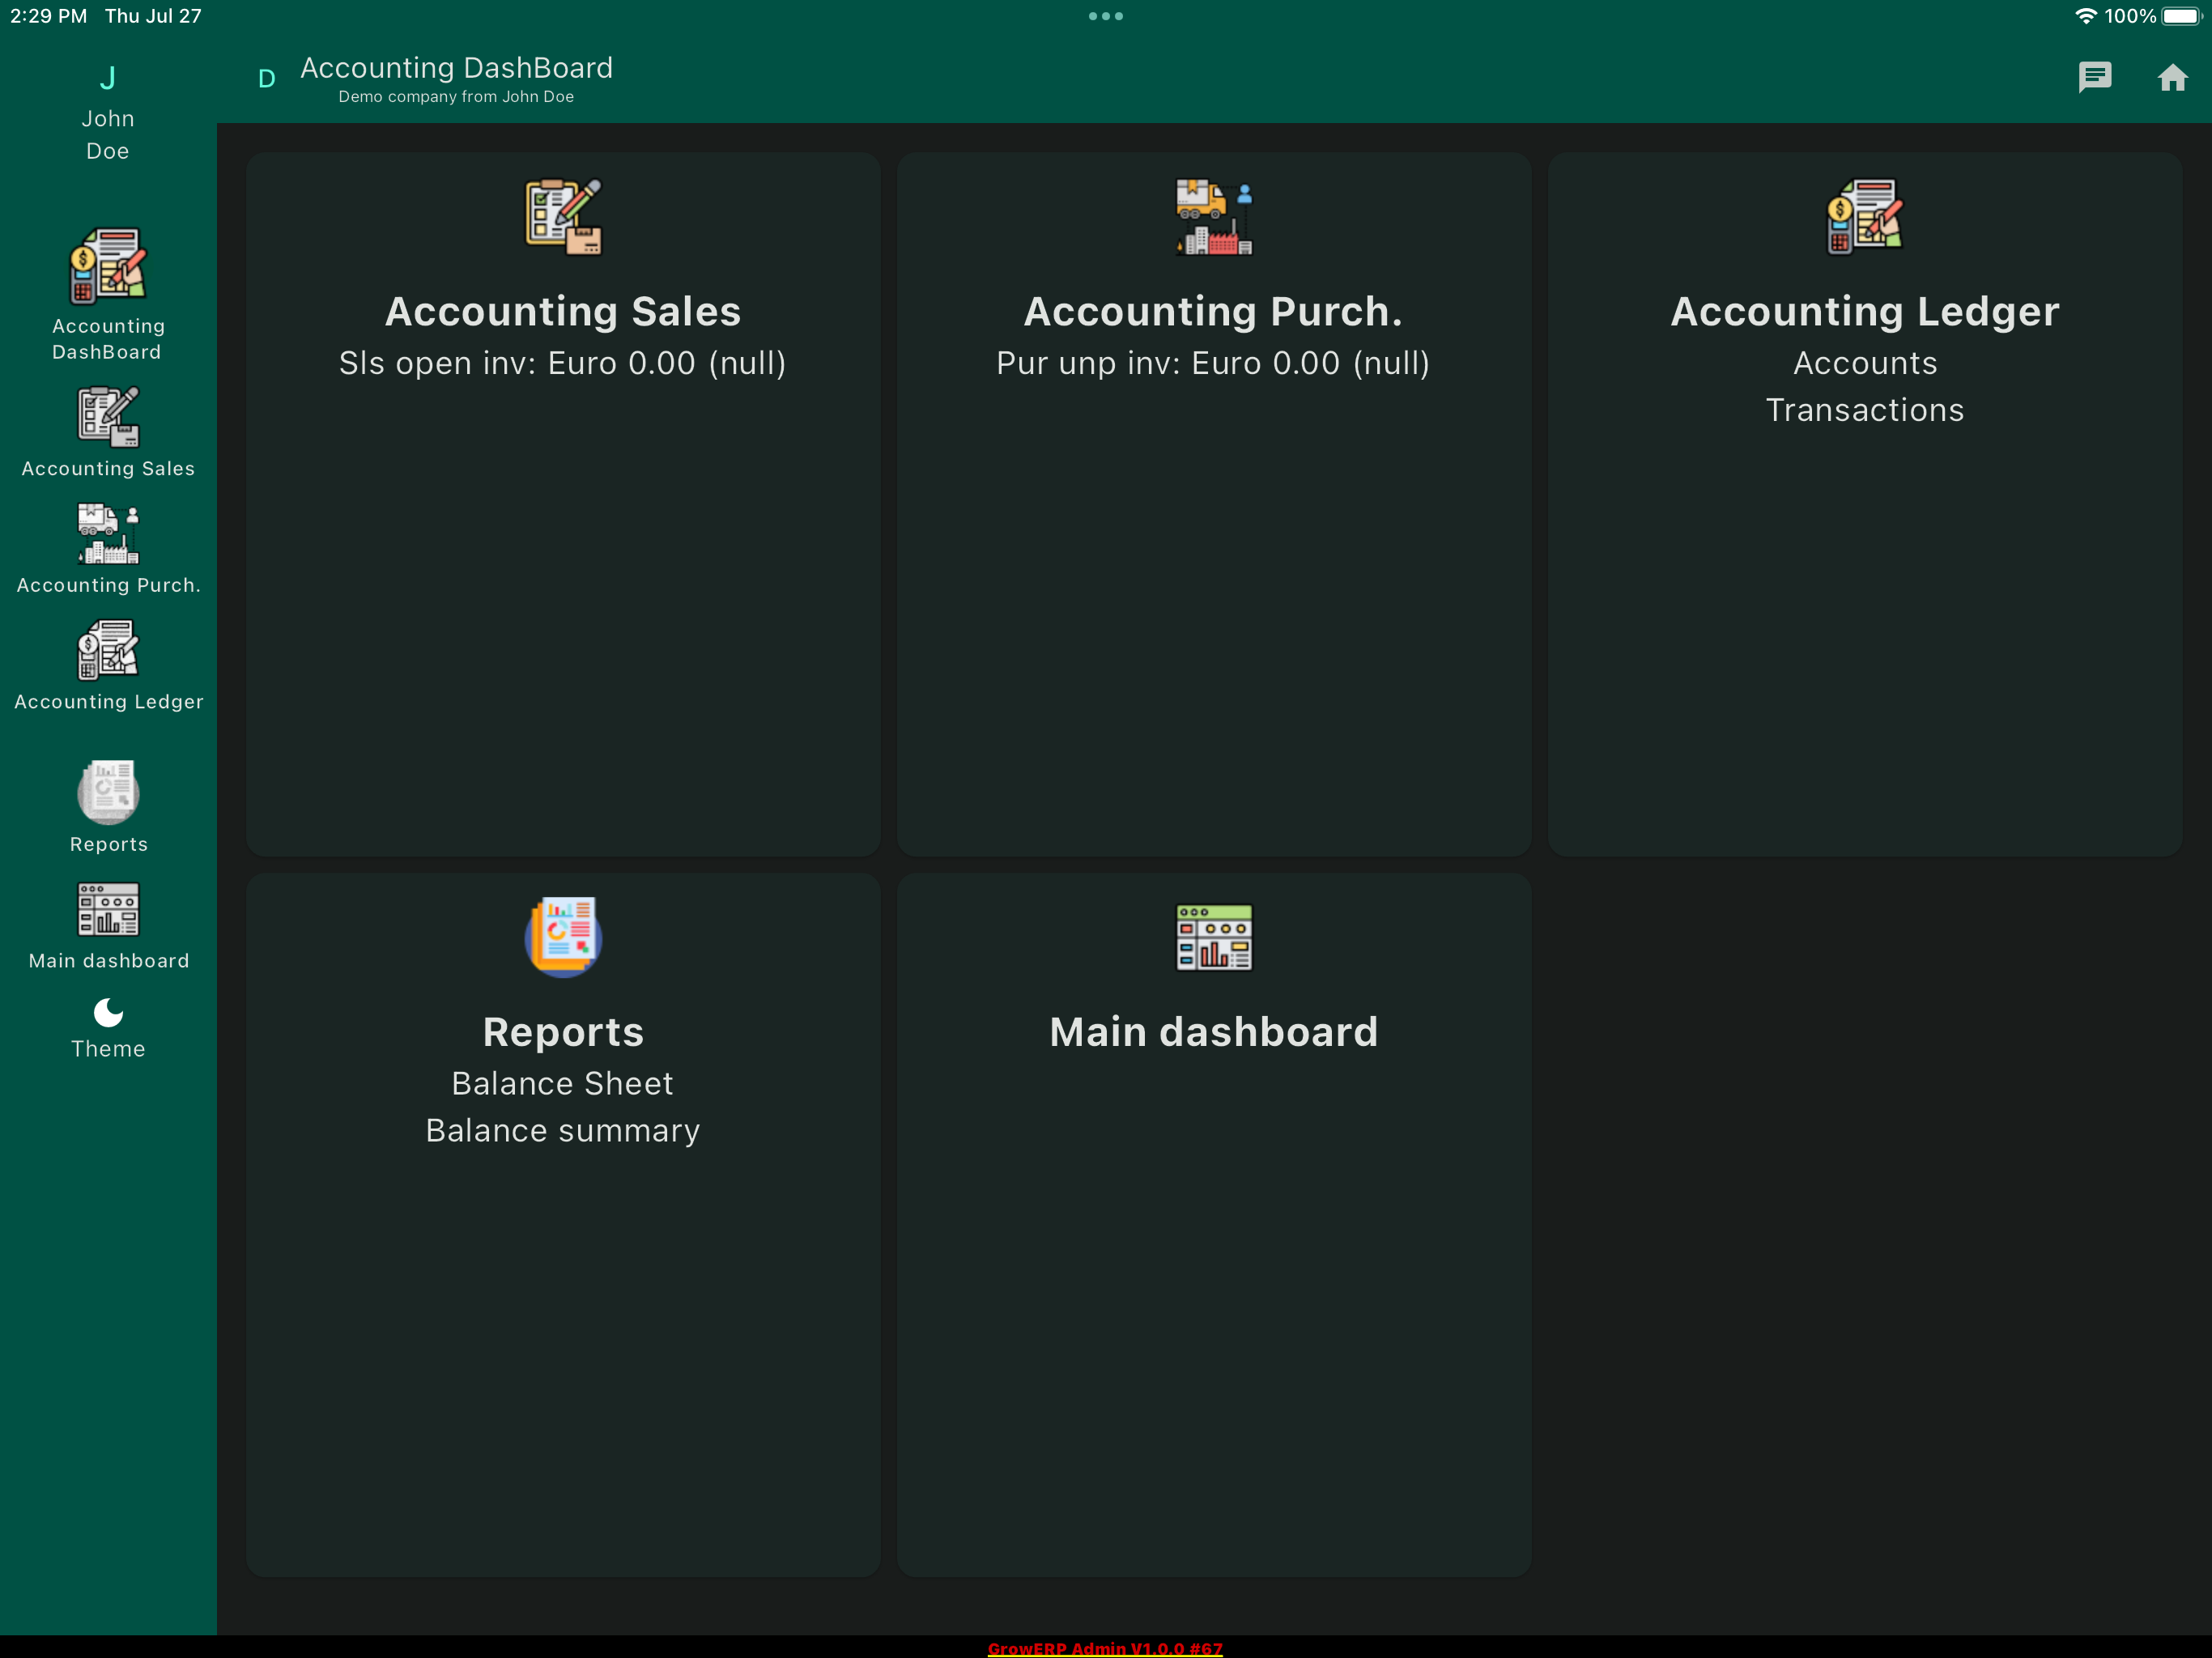 2:29 PM Thu Jul 27
100%
J
John
Doe
D
Accounting DashBoard
Demo company from John Doe
Accounting
DashBoard
Accounting Sales
Accounting Purch.
Accounting Ledger
Reports
Main dashboard
Theme
Accounting Sales
Sls open inv: Euro 0.00 (null)
Accounting Purch.
Pur unp inv: Euro 0.00 (null)
Accounting Ledger
Accounts
Transactions
Reports
Balance Sheet
Balance summary
Main dashboard
GrowERP Admin V1.0.0 #67